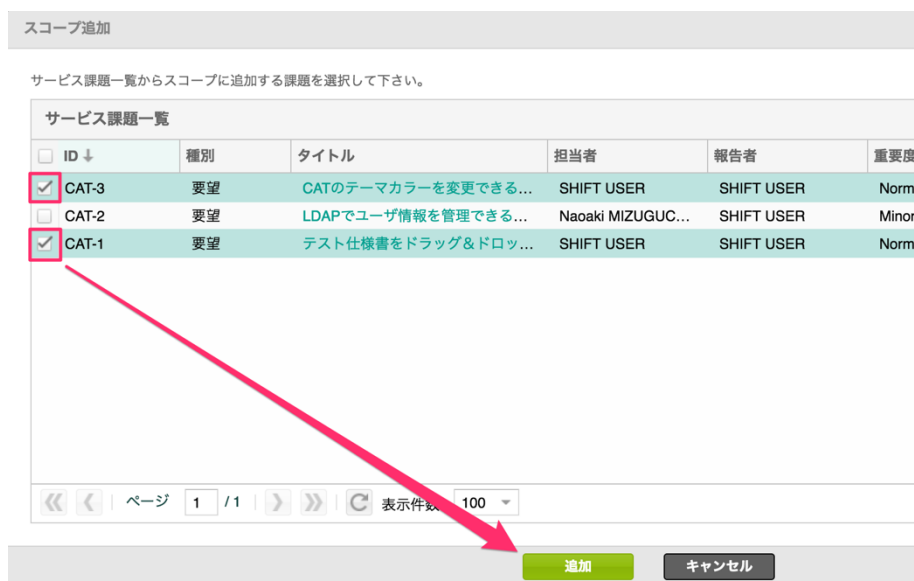 スコープ追加
サービス課題一覧からスコープに追加する課題を選択して下さい。
サービス課題一覧
ID↓ 種別 タイトル 担当者 報告者 重要度
CAT-3 要望 CATのテーマカラーを変更できる... SHIFT USER SHIFT USER Norm
CAT-2 要望 LDAPでユーザ情報を管理できる... Naoaki MIZUGUC... SHIFT USER Minor
CAT-1 要望 テスト仕様書をドラッグ＆ドロッ... SHIFT USER SHIFT USER Norm
ページ 1 / 1 表示件数 100
追加 キャンセル